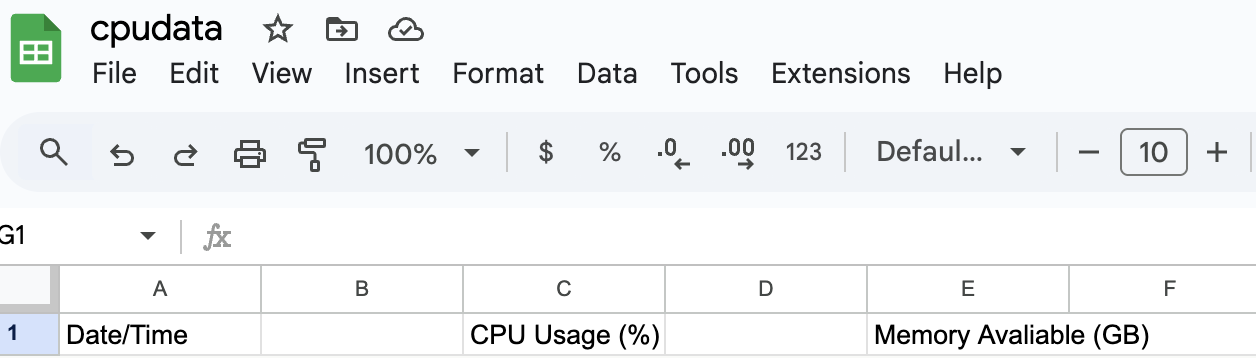 cpudata
File Edit View Insert Format Data Tools Extensions Help
100% $ % .0 .00 123 Defaul... 10
G1 fx
A B C D E F
1 Date/Time CPU Usage (%) Memory Avaliable (GB)